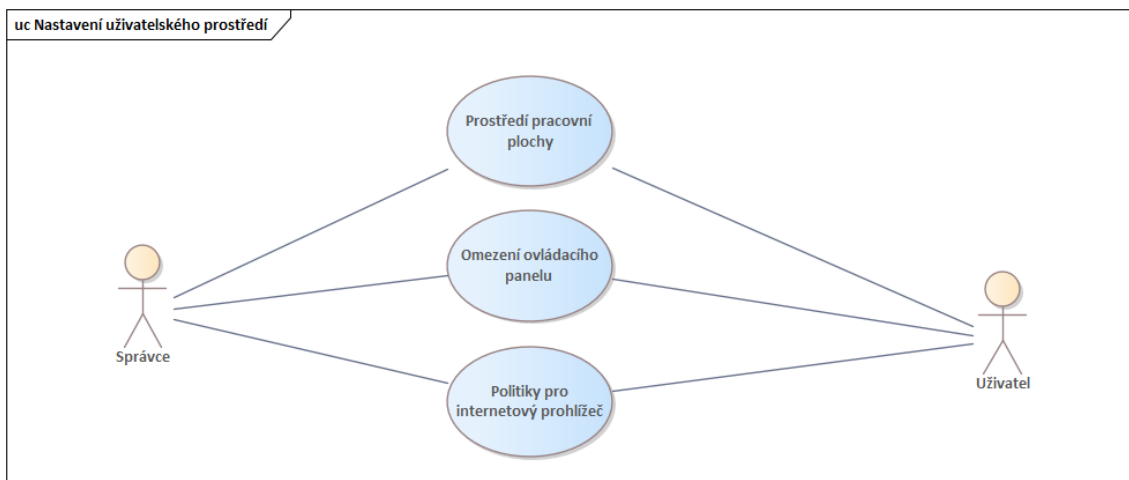 uc Nastavení uživatelského prostředí
Prostředí pracovní
plochy
Omezení ovládacího
panelu
Správce
Uživatel
Politiky pro
internetový prohlížeč